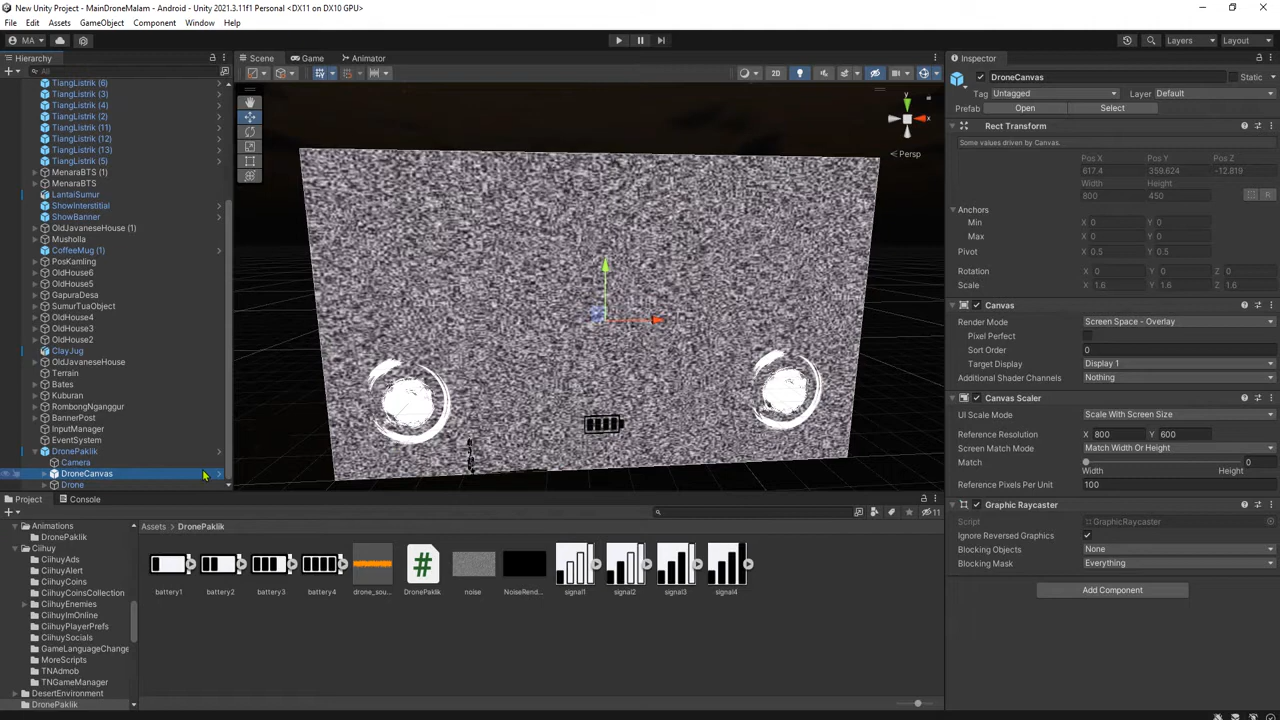 New Unity Project - MainDroneMalam - Android - Unity 2021.3.11f1 Personal <DX11 on DX10 GPU>
File Edit Assets GameObject Component Window Help
MA Layers Layout
Hierarchy
All
TiangListrik (6)
TiangListrik (3)
TiangListrik (4)
TiangListrik (2)
TiangListrik (11)
TiangListrik (12)
TiangListrik (13)
TiangListrik (5)
MenaraBTS (1)
MenaraBTS
LantaiSumur
ShowInterstitial
ShowBanner
OldJavaneseHouse (1)
Musholla
CoffeeMug (1)
PosKamling
OldHouse6
OldHouse5
GapuraDesa
SumurTuaObject
OldHouse4
OldHouse3
OldHouse2
ClayJug
OldJavaneseHouse
Terrain
Bates
Kuburan
RombongNganggur
BannerPost
InputManager
EventSystem
DronePaklik
Camera
DroneCanvas
Drone
Scene Game Animator
2D
y
x
Persp
Inspector
DroneCanvas Static
Tag Untagged Layer Default
Prefab Open Select
Rect Transform
Some values driven by Canvas.
Pos X Pos Y Pos Z
617.4 359.624 -12.819
Width Height
800 450
R
Anchors
Min X 0 Y 0
Max X 0 Y 0
Pivot X 0.5 Y 0.5
Rotation X 0 Y 0 Z 0
Scale X 1.6 Y 1.6 Z 1.6
Canvas
Render Mode Screen Space - Overlay
Pixel Perfect
Sort Order 0
Target Display Display 1
Additional Shader Channels Nothing
Canvas Scaler
UI Scale Mode Scale With Screen Size
Reference Resolution X 800 Y 600
Screen Match Mode Match Width Or Height
Match 0
Width Height
Reference Pixels Per Unit 100
Graphic Raycaster
Script GraphicRaycaster
Ignore Reversed Graphics
Blocking Objects None
Blocking Mask Everything
Add Component
Project Console
11
Animations
DronePaklik
Ciihuy
CiihuyAds
CiihuyAlert
CiihuyCoins
CiihuyCoinsCollection
CiihuyEnemies
CiihuyImOnline
CiihuyPlayerPrefs
CiihuySocials
GameLanguageChange
MoreScripts
TNAdmob
TNGameManager
DesertEnvironment
DronePaklik
Assets > DronePaklik
battery1 battery2 battery3 battery4 drone_sou... DronePaklik noise NoiseRend... signal1 signal2 signal3 signal4